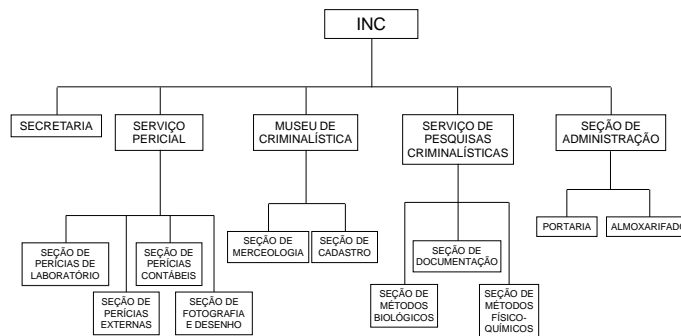 INC
SECRETARIA
SERVIÇO
PERICIAL
MUSEU DE
CRIMINALÍSTICA
SERVIÇO DE
PESQUISAS
CRIMINALÍSTICAS
SEÇÃO DE
ADMINISTRAÇÃO
SEÇÃO DE
PERÍCIAS DE
LABORATÓRIO
SEÇÃO DE
PERÍCIAS
CONTÁBEIS
SEÇÃO DE
PERÍCIAS
EXTERNAS
SEÇÃO DE
FOTOGRAFIA
E DESENHO
SEÇÃO DE
MERCEOLOGIA
SEÇÃO DE
CADASTRO
SEÇÃO DE
DOCUMENTAÇÃO
SEÇÃO DE
MÉTODOS
BIOLÓGICOS
SEÇÃO DE
MÉTODOS
FÍSICO-
QUÍMICOS
PORTARIA
ALMOXARIFADO